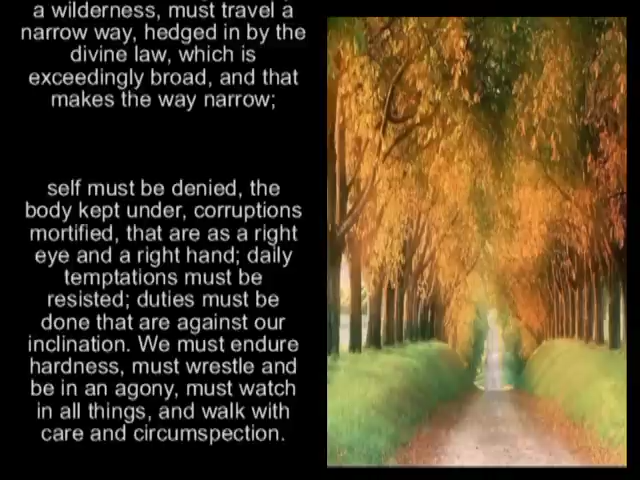 a wilderness, must travel a
narrow way, hedged in by the
divine law, which is
exceedingly broad, and that
makes the way narrow;
self must be denied, the
body kept under, corruptions
mortified, that are as a right
eye and a right hand; daily
temptations must be
resisted; duties must be
done that are against our
inclination. We must endure
hardness, must wrestle and
be in an agony, must watch
in all things, and walk with
care and circumspection.